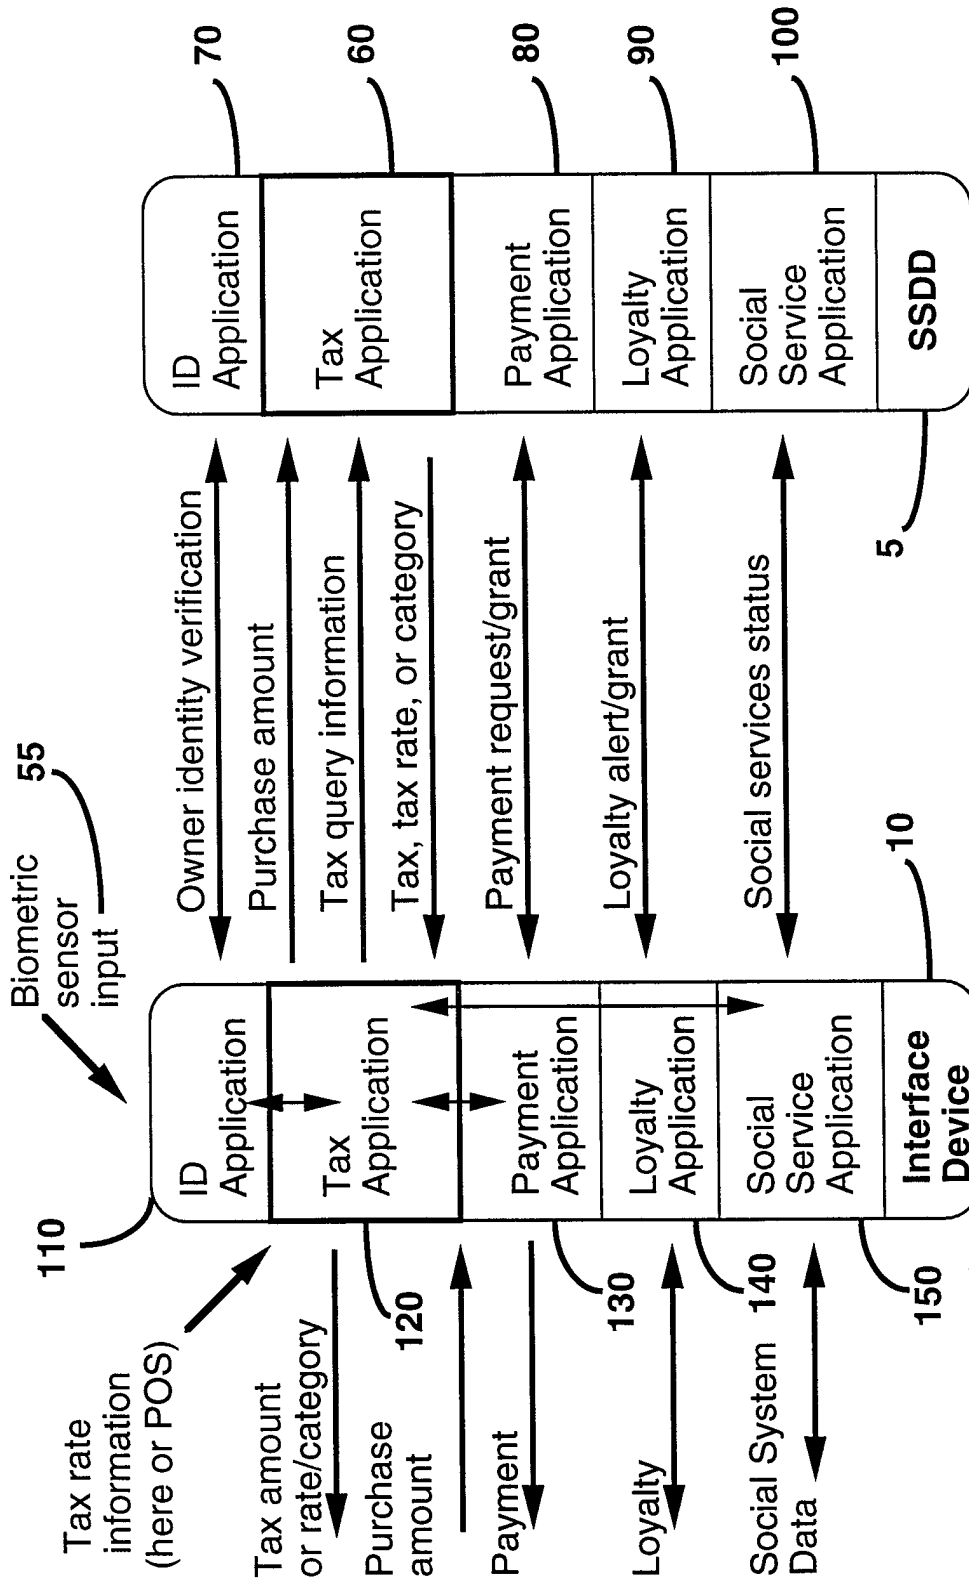 Biometric
sensor
input
55
110
Tax rate
information
(here or POS)
Tax amount
or rate/category
Purchase
amount
Payment
Loyalty
Social System
Data
ID
Application
Tax
Application
Payment
Application
Loyalty
Application
Social
Service
Application
Interface
Device
120
130
140
150
10
Owner identity verification
Purchase amount
Tax query information
Tax, tax rate, or category
Payment request/grant
Loyalty alert/grant
Social services status
ID
Application
Tax
Application
Payment
Application
Loyalty
Application
Social
Service
Application
SSDD
70
60
80
90
100
5